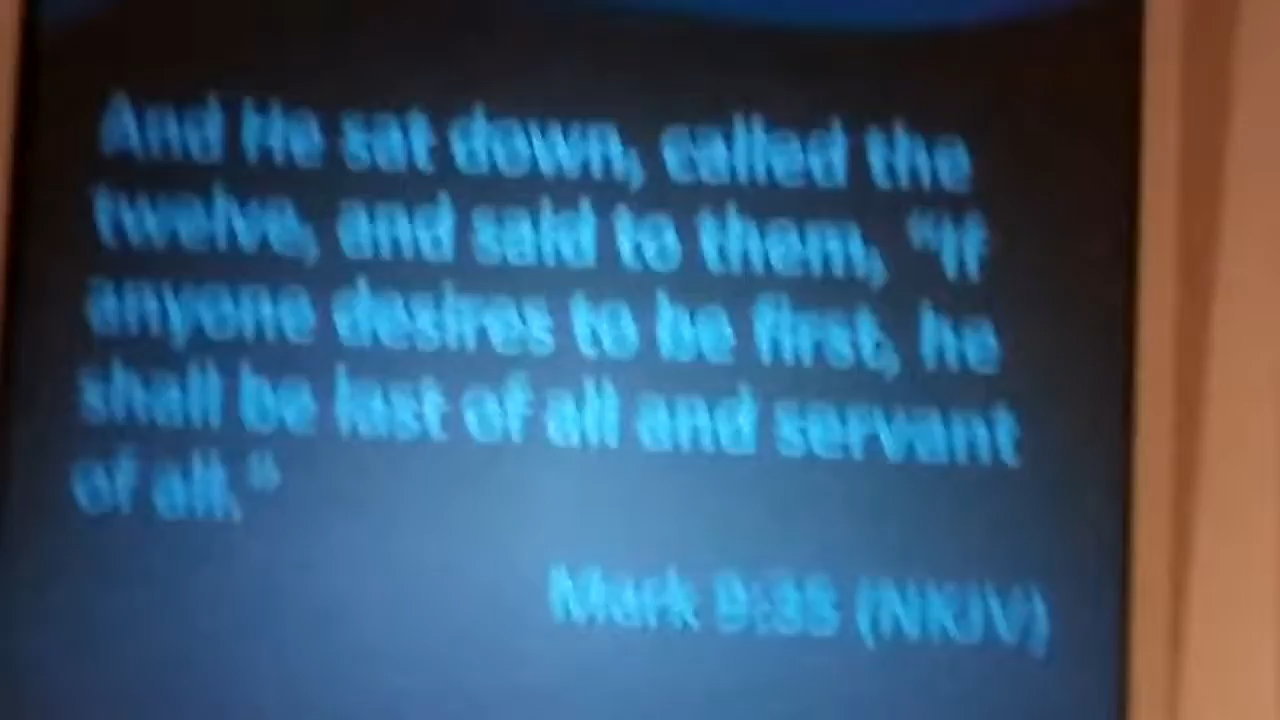 And He sat down, called the
twelve, and said to them, "If
anyone desires to be first, he
shall be last of all and servant
of all."
Mark 9:35 (NKJV)